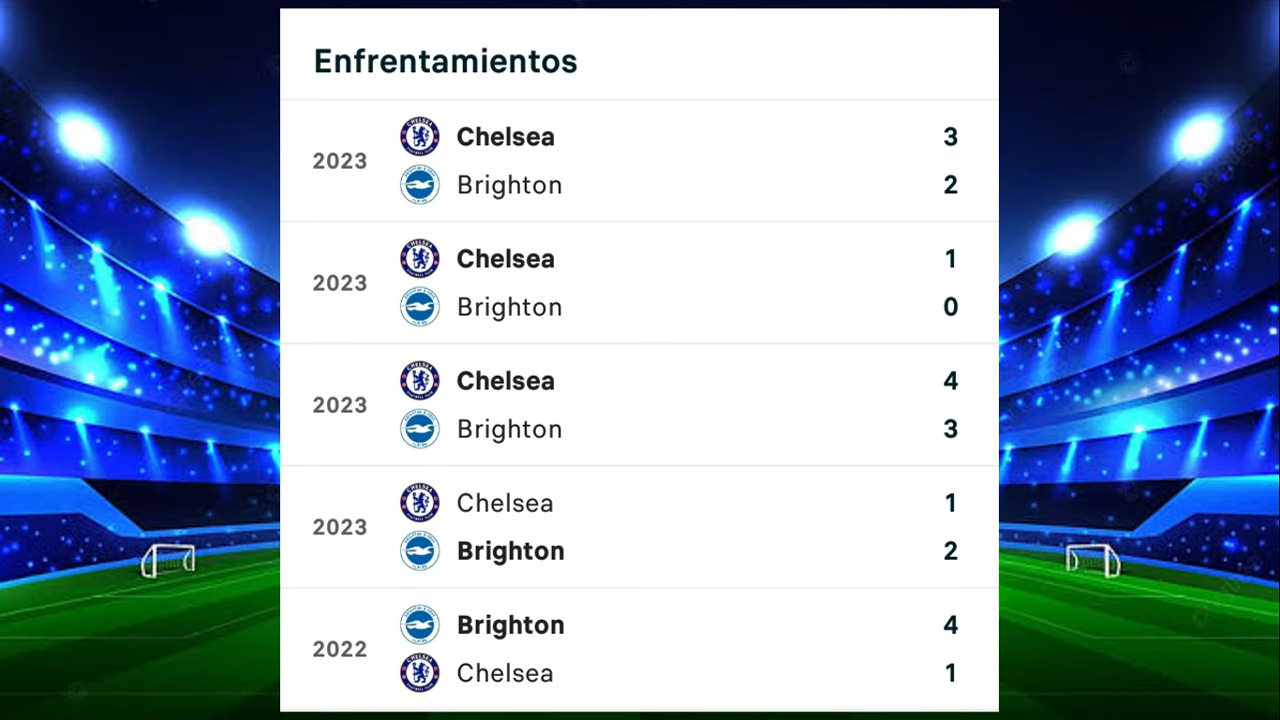 Enfrentamientos
2023
Chelsea 3
Brighton 2
2023
Chelsea 1
Brighton 0
2023
Chelsea 4
Brighton 3
2023
Chelsea 1
Brighton 2
2022
Brighton 4
Chelsea 1